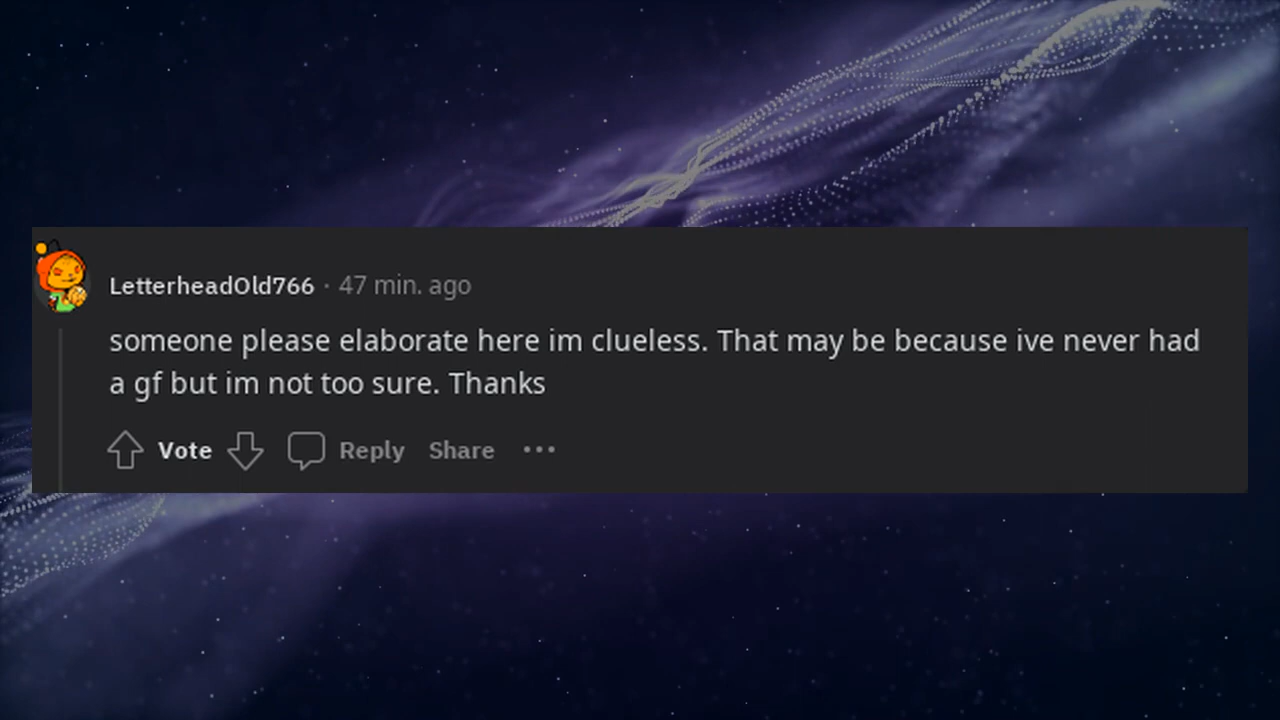 LetterheadOld766 · 47 min. ago
someone please elaborate here im clueless. That may be because ive never had
a gf but im not too sure. Thanks
Vote Reply Share •••